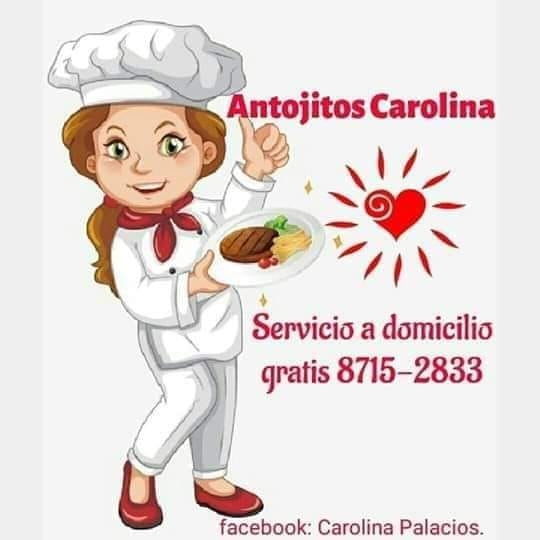 Antojitos Carolina
Servicio a domicilio
gratis 8715-2833
facebook: Carolina Palacios.